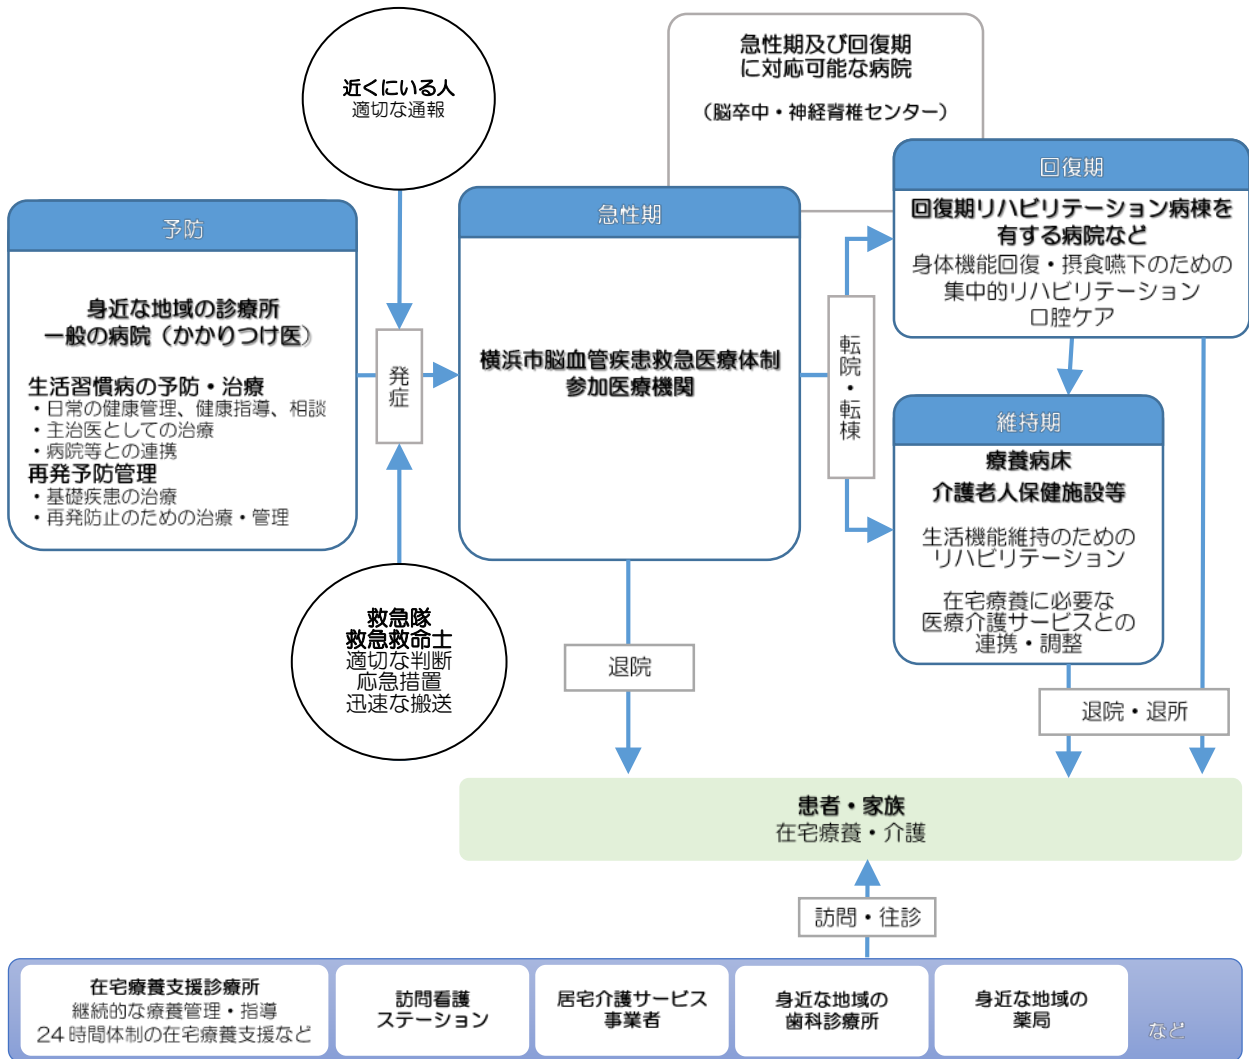 近くにいる人
適切な通報
急性期及び回復期
に対応可能な病院
（脳卒中・神経脊椎センター）
予防
身近な地域の診療所
一般の病院（かかりつけ医）
生活習慣病の予防・治療
・日常の健康管理、健康指導、相談
・主治医としての治療
・病院等との連携
再発予防管理
・基礎疾患の治療
・再発防止のための治療・管理
発症
救急隊
救急救命士
適切な判断
応急措置
迅速な搬送
急性期
横浜市脳血管疾患救急医療体制
参加医療機関
転院・転棟
回復期
回復期リハビリテーション病棟を
有する病院など
身体機能回復・摂食嚥下のための
集中的リハビリテーション
口腔ケア
維持期
療養病床
介護老人保健施設等
生活機能維持のための
リハビリテーション
在宅療養に必要な
医療介護サービスとの
連携・調整
退院
退院・退所
患者・家族
在宅療養・介護
訪問・往診
在宅療養支援診療所
継続的な療養管理・指導
24時間体制の在宅療養支援など
訪問看護
ステーション
居宅介護サービス
事業者
身近な地域の
歯科診療所
身近な地域の
薬局
など